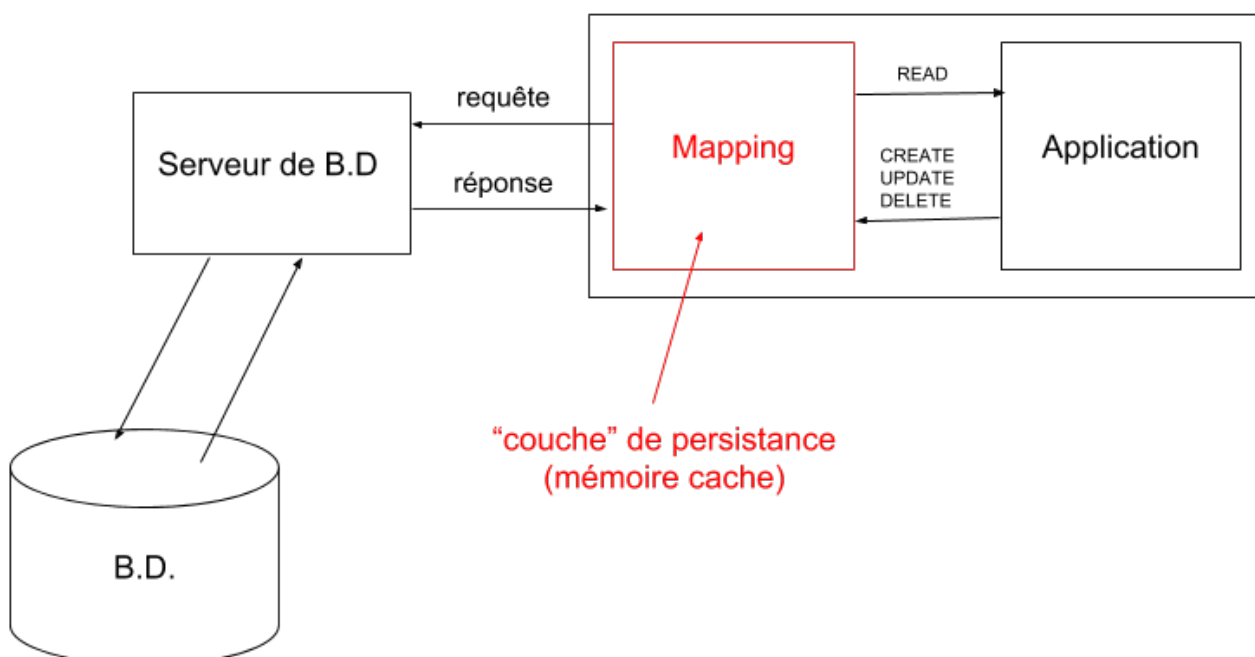 requête
Serveur de B.D
réponse
Mapping
READ
CREATE
UPDATE
DELETE
Application
“couche” de persistance
(mémoire cache)
B.D.